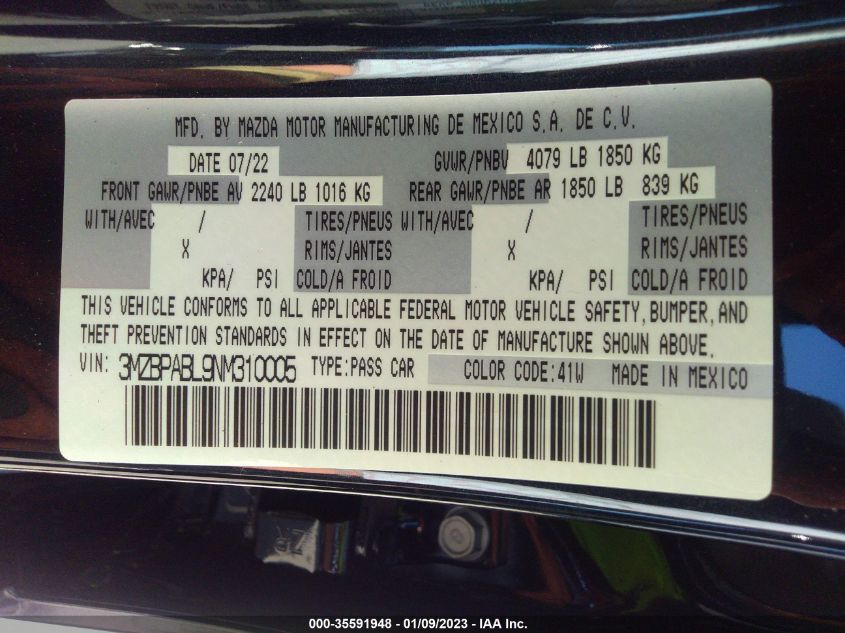 MFD. BY MAZDA MOTOR MANUFACTURING DE MEXICO S.A. DE C.V.
DATE 07/22 GVWR/PNBV 4079 LB 1850 KG
FRONT GAWR/PNBE AV 2240 LB 1016 KG REAR GAWR/PNBE AR 1850 LB 839 KG
WITH/AVEC / TIRES/PNEUS WITH/AVEC / TIRES/PNEUS
X RIMS/JANTES X RIMS/JANTES
KPA/ PSI COLD/A FROID KPA/ PSI COLD/A FROID
THIS VEHICLE CONFORMS TO ALL APPLICABLE FEDERAL MOTOR VEHICLE SAFETY, BUMPER, AND
THEFT PREVENTION STANDARDS IN EFFECT ON THE DATE OF MANUFACTURE SHOWN ABOVE.
VIN: 3MZBPABL9NM310005 TYPE:PASS CAR COLOR CODE:41W MADE IN MEXICO
000-35591948 - 01/09/2023 - IAA Inc.